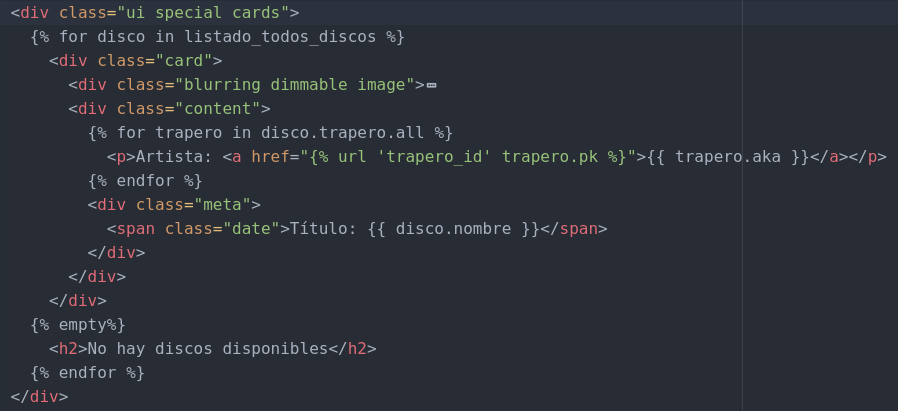 <div class="ui special cards">
{% for disco in listado_todos_discos %}
<div class="card">
<div class="blurring dimmable image">
<div class="content">
{% for trapero in disco.trapero.all %}
<p>Artista: <a href="{% url 'trapero_id' trapero.pk %}">{{ trapero.aka }}</a></p>
{% endfor %}
<div class="meta">
<span class="date">Título: {{ disco.nombre }}</span>
</div>
</div>
</div>
{% empty%}
<h2>No hay discos disponibles</h2>
{% endfor %}
</div>